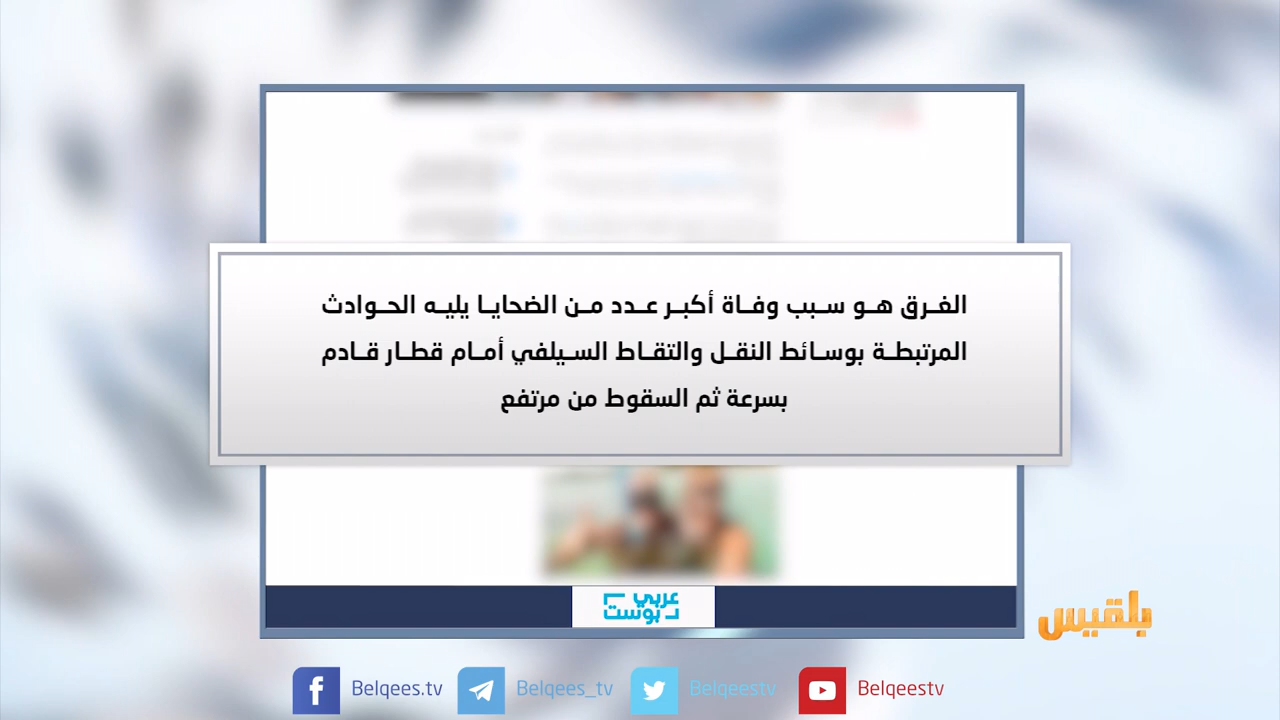 الغرق هو سبب وفاة أكبر عدد من الضحايا يليه الحوادث
المرتبطة بوسائط النقل والتقاط السيلفي أمام قطار قادم
بسرعة ثم السقوط من مرتفع
عربي
بوست
بلقيس
Belqees.tv
Belqees_tv
Belqeestv
Belqeestv